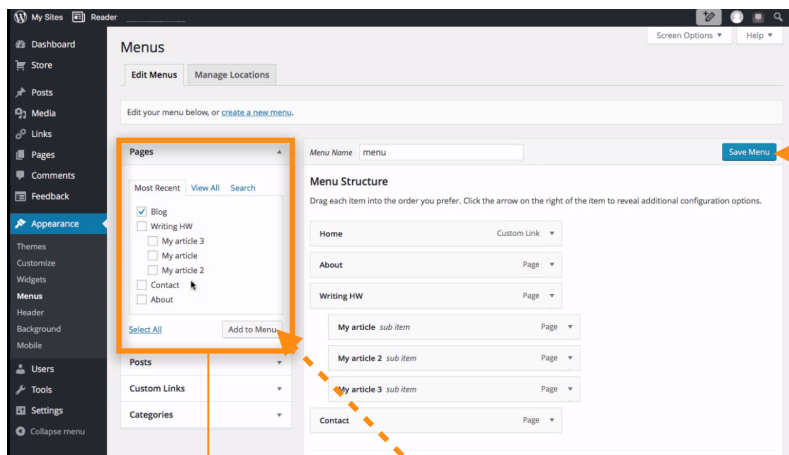 My Sites Reader
Screen Options ▼ Help ▼
Dashboard
Store
Posts
Media
Links
Pages
Comments
Feedback
Appearance
Themes
Customize
Widgets
Menus
Header
Background
Mobile
Users
Tools
Settings
Collapse menu
Menus
Edit Menus Manage Locations
Edit your menu below, or create a new menu.
Pages
Most Recent View All Search
Blog
Writing HW
My article 3
My article
My article 2
Contact
About
Select All Add to Menu
Posts
Custom Links
Categories
Menu Name menu Save Menu
Menu Structure
Drag each item into the order you prefer. Click the arrow on the right of the item to reveal additional configuration options.
Home Custom Link
About Page
Writing HW Page
My article sub item Page
My article 2 sub item Page
My article 3 sub item Page
Contact Page